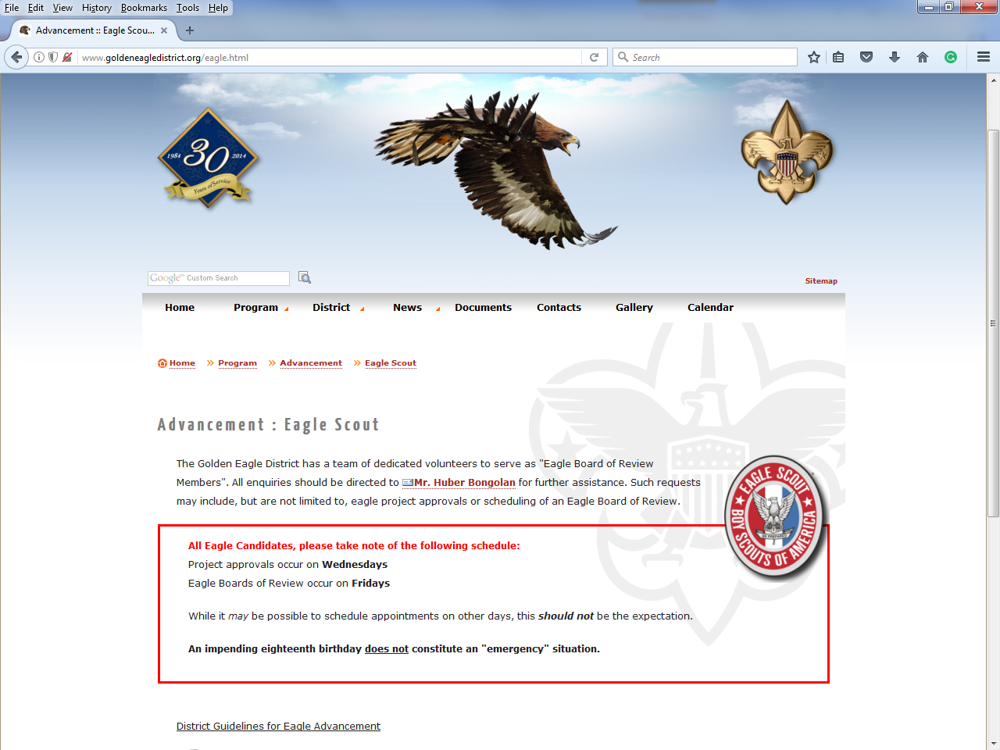 File Edit View History Bookmarks Tools Help
Advancement :: Eagle Scou...
www.goldeneagledistrict.org/eagle.html
Search
1984 30 2014
Years of Service
Google™ Custom Search
Sitemap
Home Program District News Documents Contacts Gallery Calendar
Home Program Advancement Eagle Scout
Advancement : Eagle Scout
The Golden Eagle District has a team of dedicated volunteers to serve as "Eagle Board of Review
Members". All enquiries should be directed to Mr. Huber Bongolan for further assistance. Such requests
may include, but are not limited to, eagle project approvals or scheduling of an Eagle Board of Review.
EAGLE SCOUT
BE PREPARED
BOY SCOUTS OF AMERICA
All Eagle Candidates, please take note of the following schedule:
Project approvals occur on Wednesdays
Eagle Boards of Review occur on Fridays
While it may be possible to schedule appointments on other days, this should not be the expectation.
An impending eighteenth birthday does not constitute an "emergency" situation.
District Guidelines for Eagle Advancement